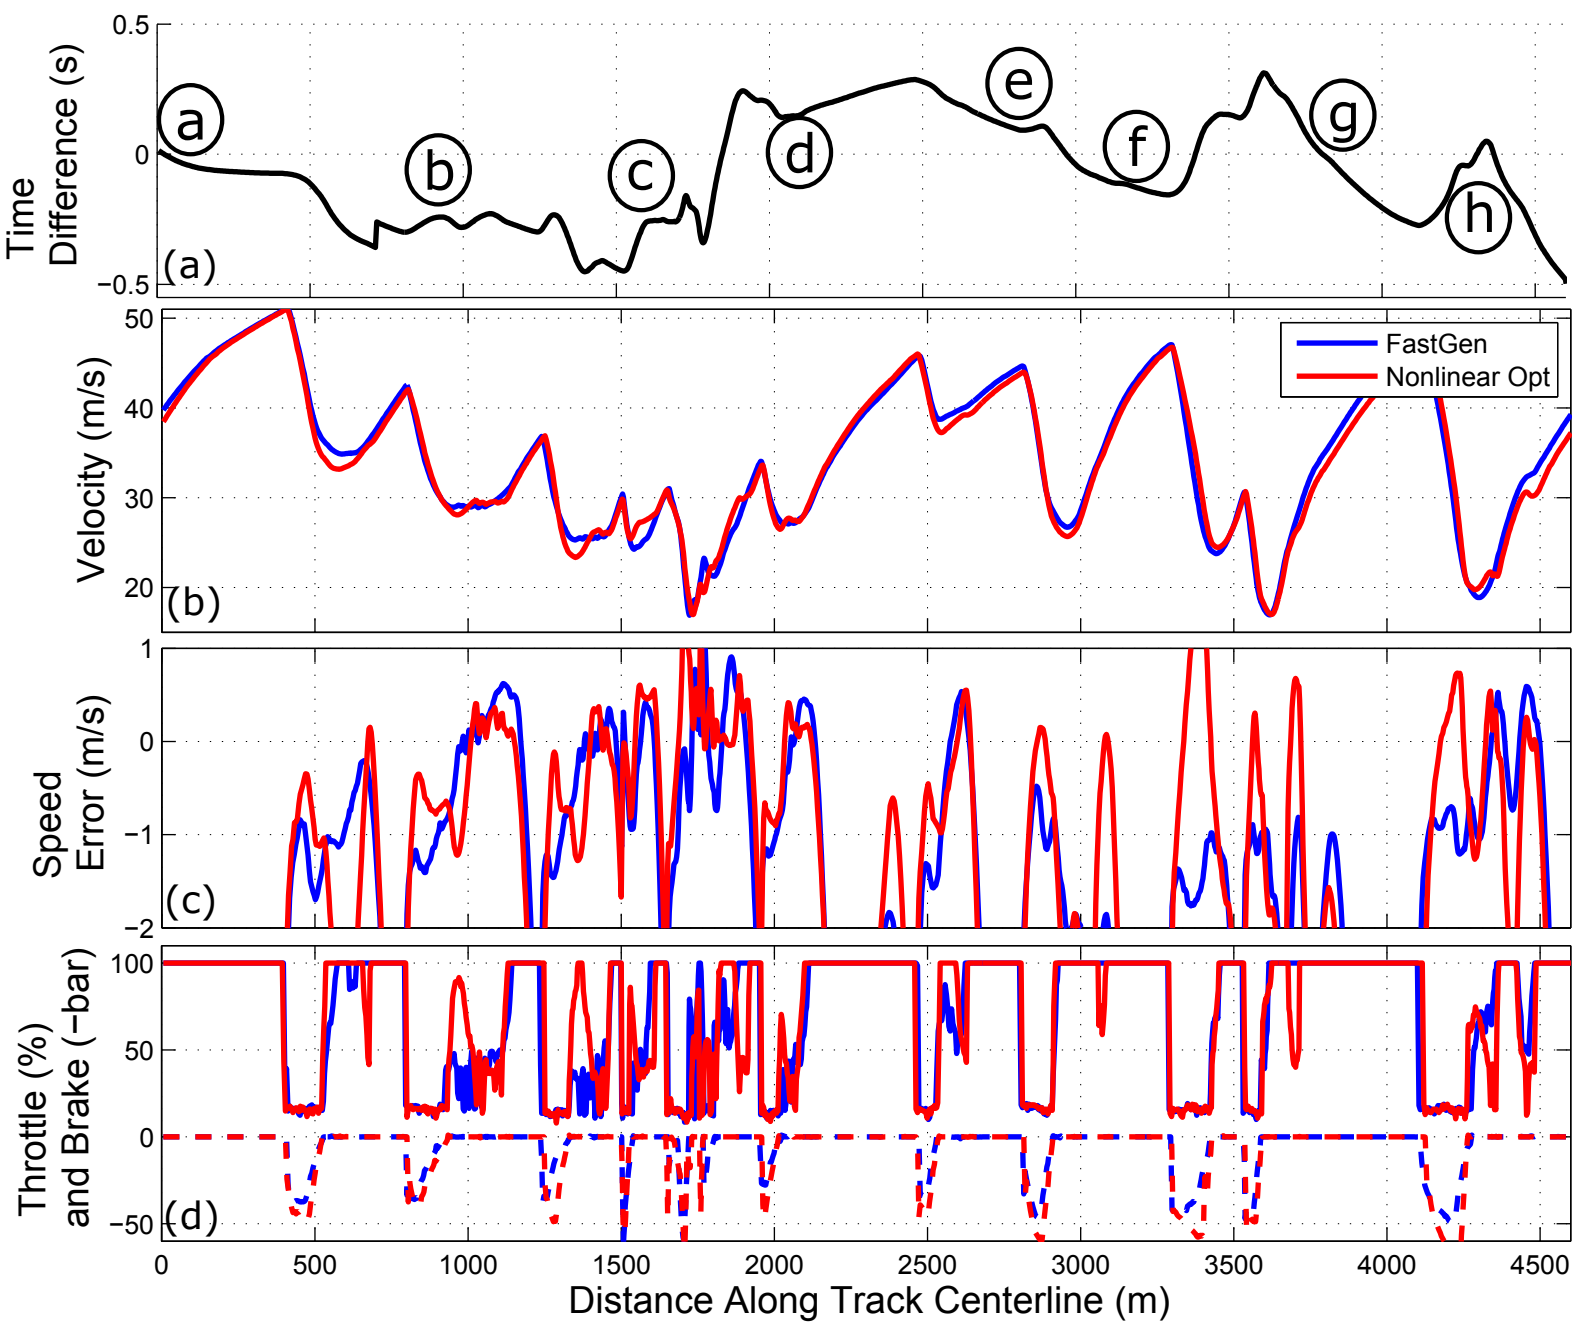 0.5
0
−0.5
Time
Difference (s)
a
b
c
d
e
f
g
h
(a)
50
40
30
20
Velocity (m/s)
FastGen
Nonlinear Opt
(b)
1
0
−1
−2
Speed
Error (m/s)
(c)
100
50
0
−50
Throttle (%)
and Brake (−bar)
(d)
0
500
1000
1500
2000
2500
3000
3500
4000
4500
Distance Along Track Centerline (m)